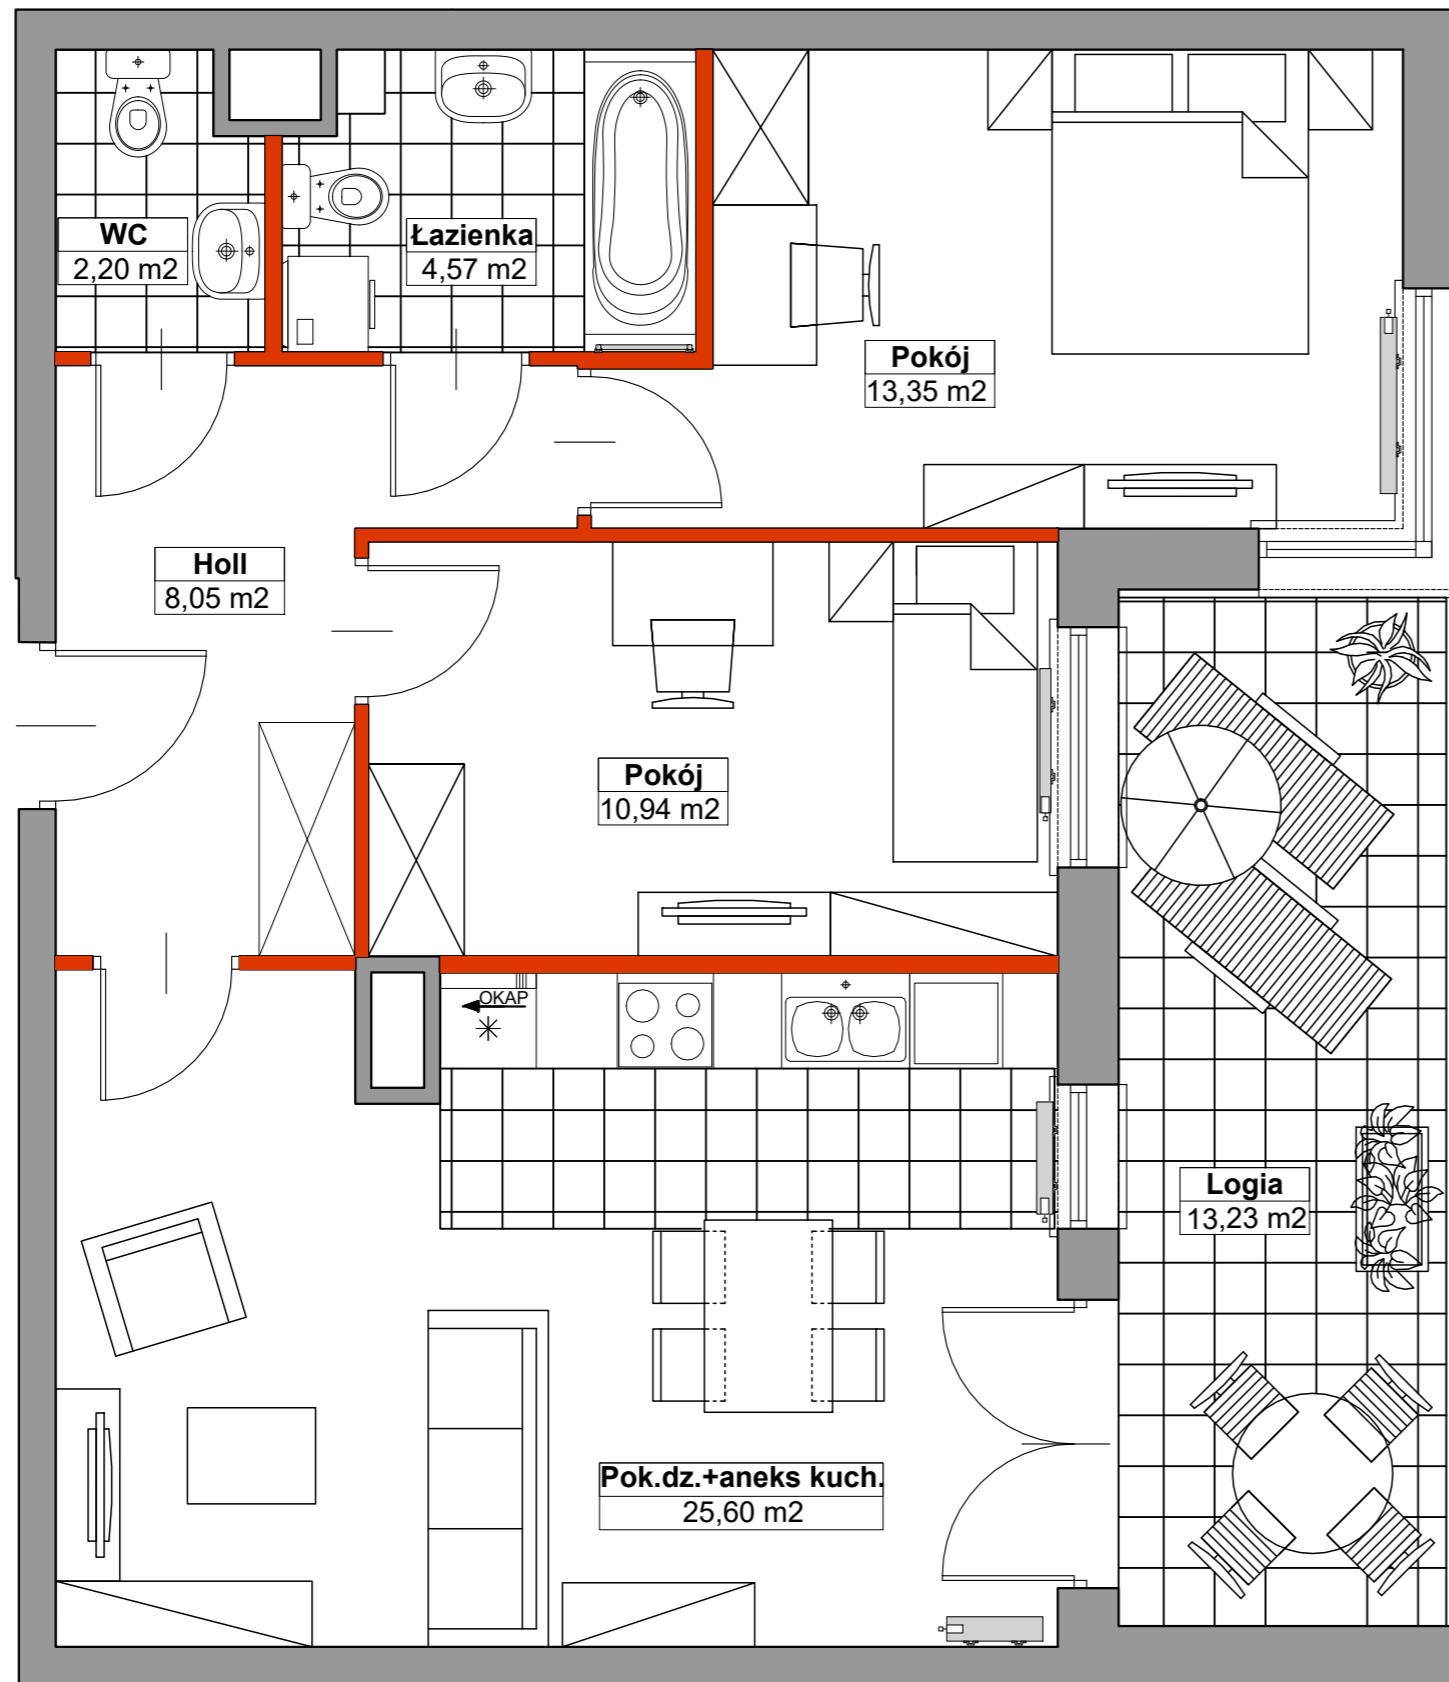 WC
2,20 m2
Łazienka
4,57 m2
Pokój
13,35 m2
Holl
8,05 m2
Pokój
10,94 m2
OKAP
Logia
13,23 m2
Pok.dz.+aneks kuch.
25,60 m2